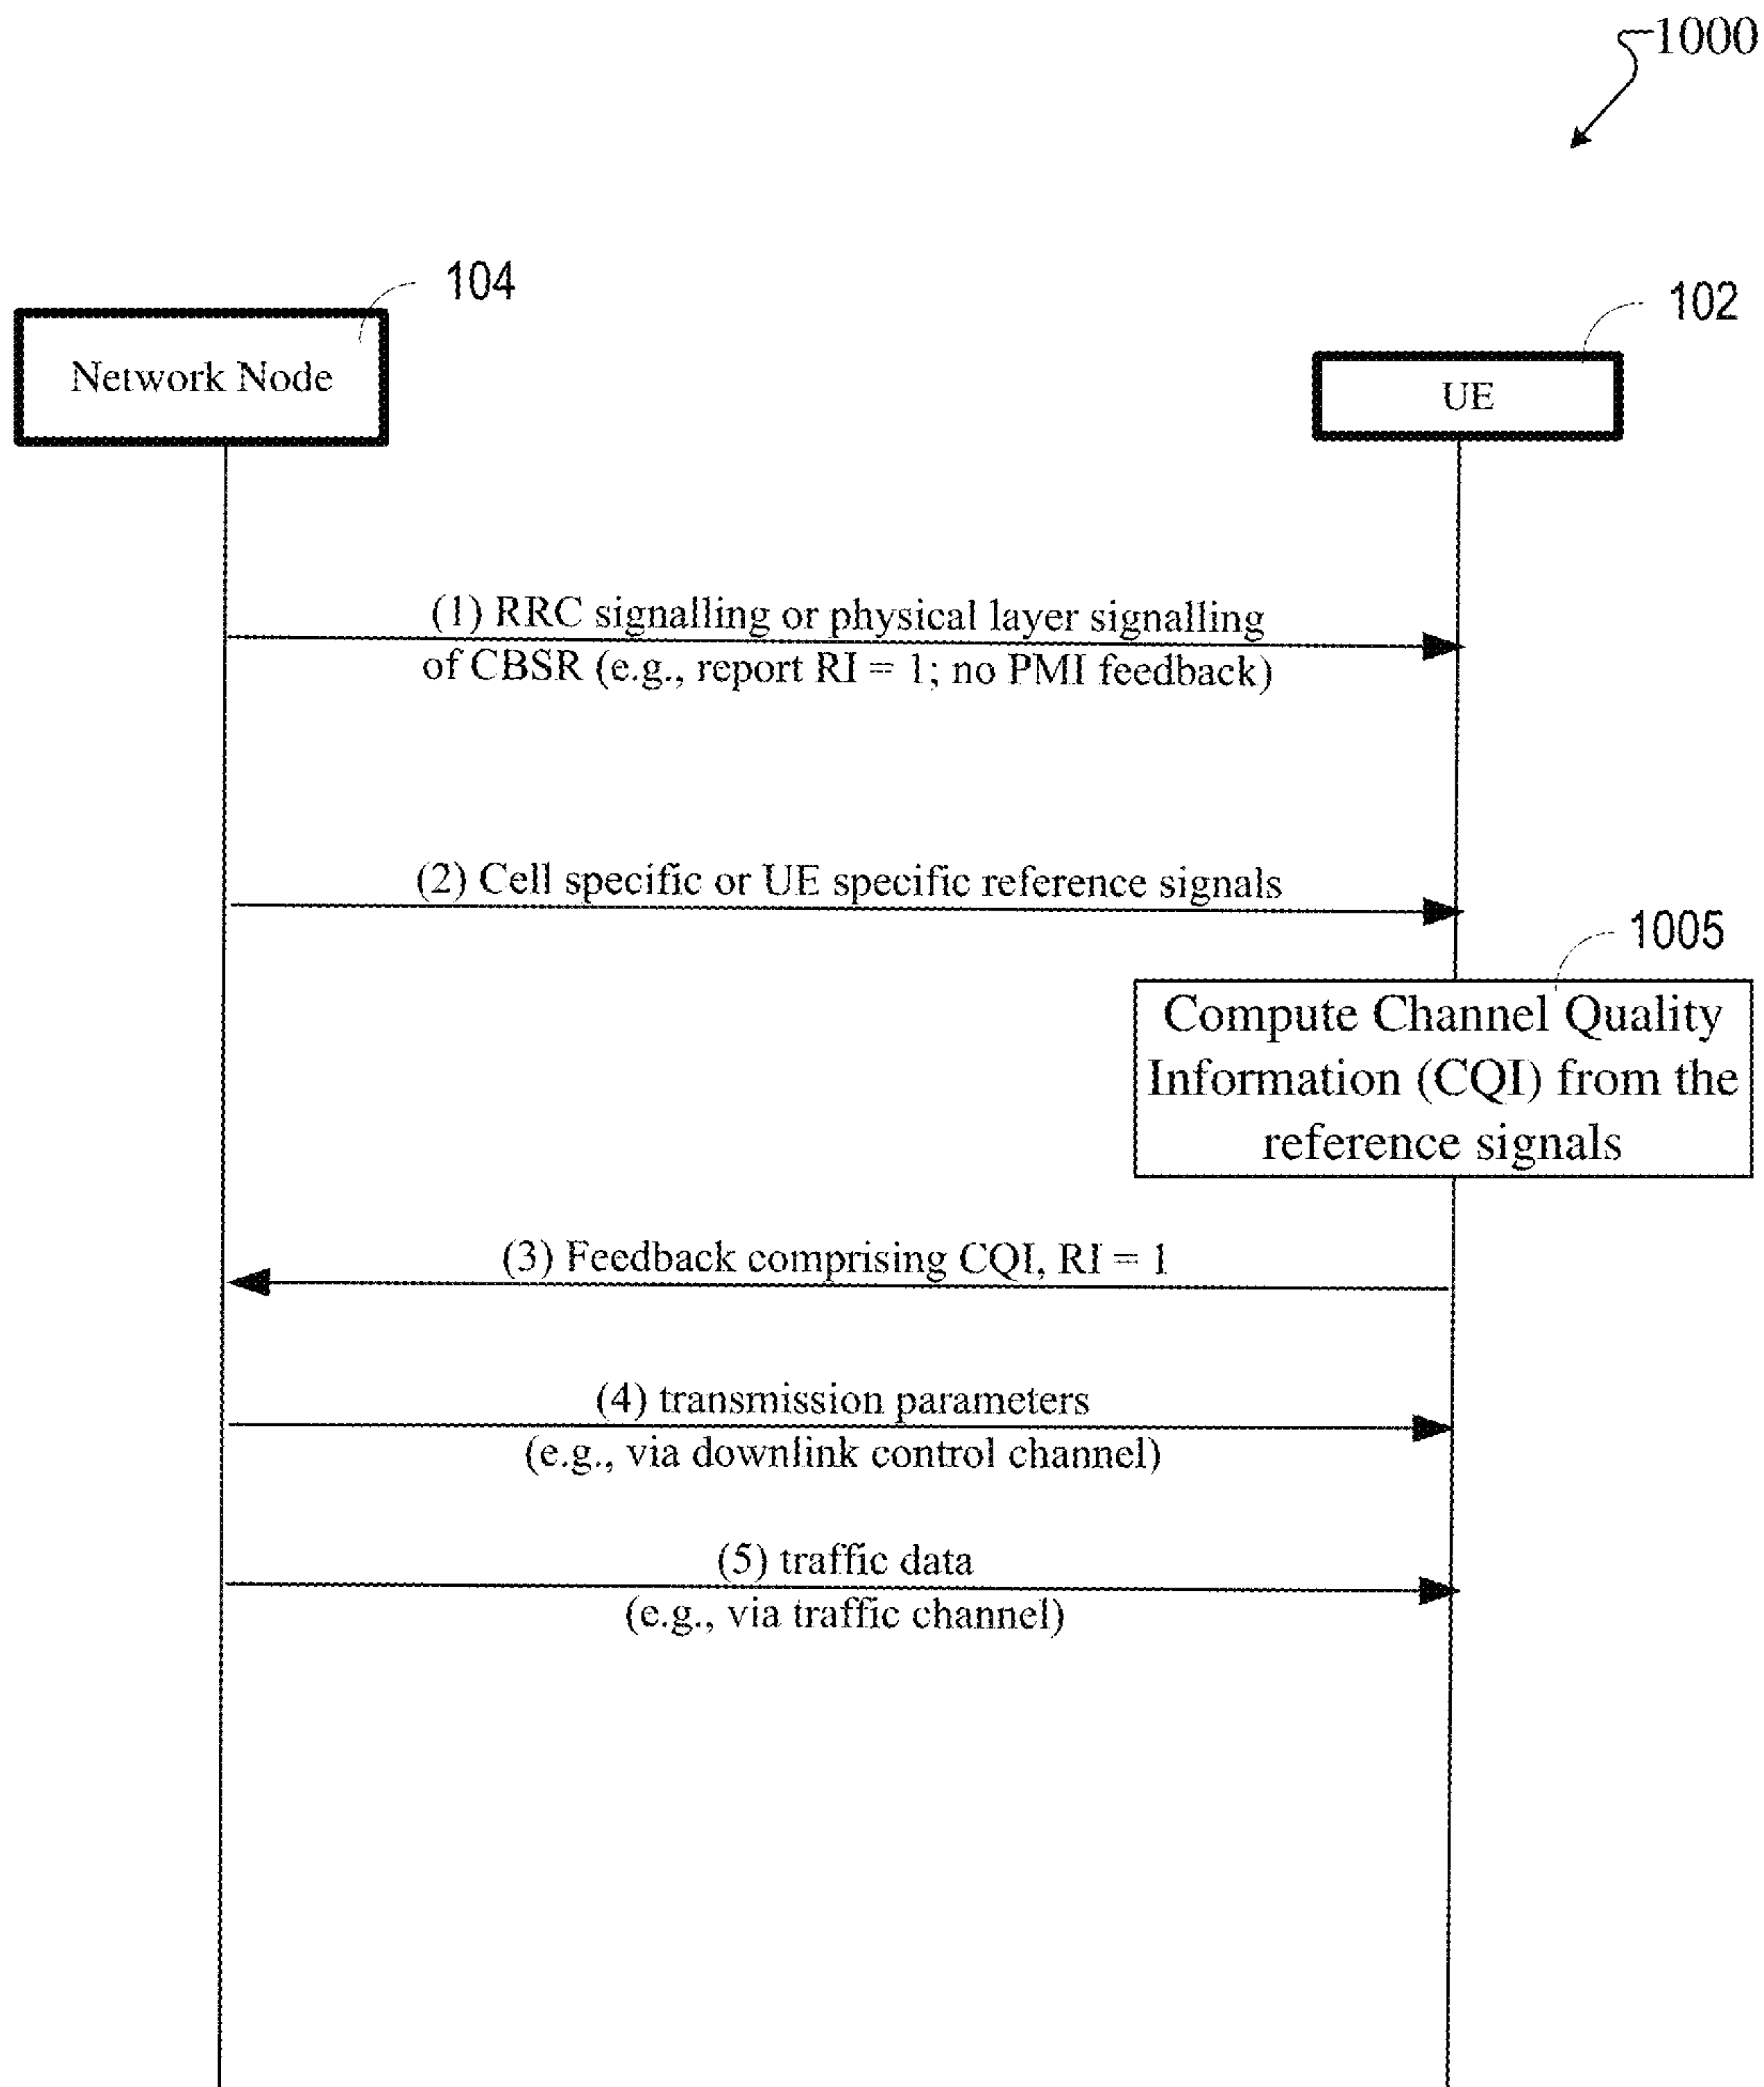 1000
104
102
Network Node
UE
(1) RRC signalling or physical layer signalling
of CBSR (e.g., report RI = 1; no PMI feedback)
(2) Cell specific or UE specific reference signals
1005
Compute Channel Quality
Information (CQI) from the
reference signals
(3) Feedback comprising CQI, RI = 1
(4) transmission parameters
(e.g., via downlink control channel)
(5) traffic data
(e.g., via traffic channel)